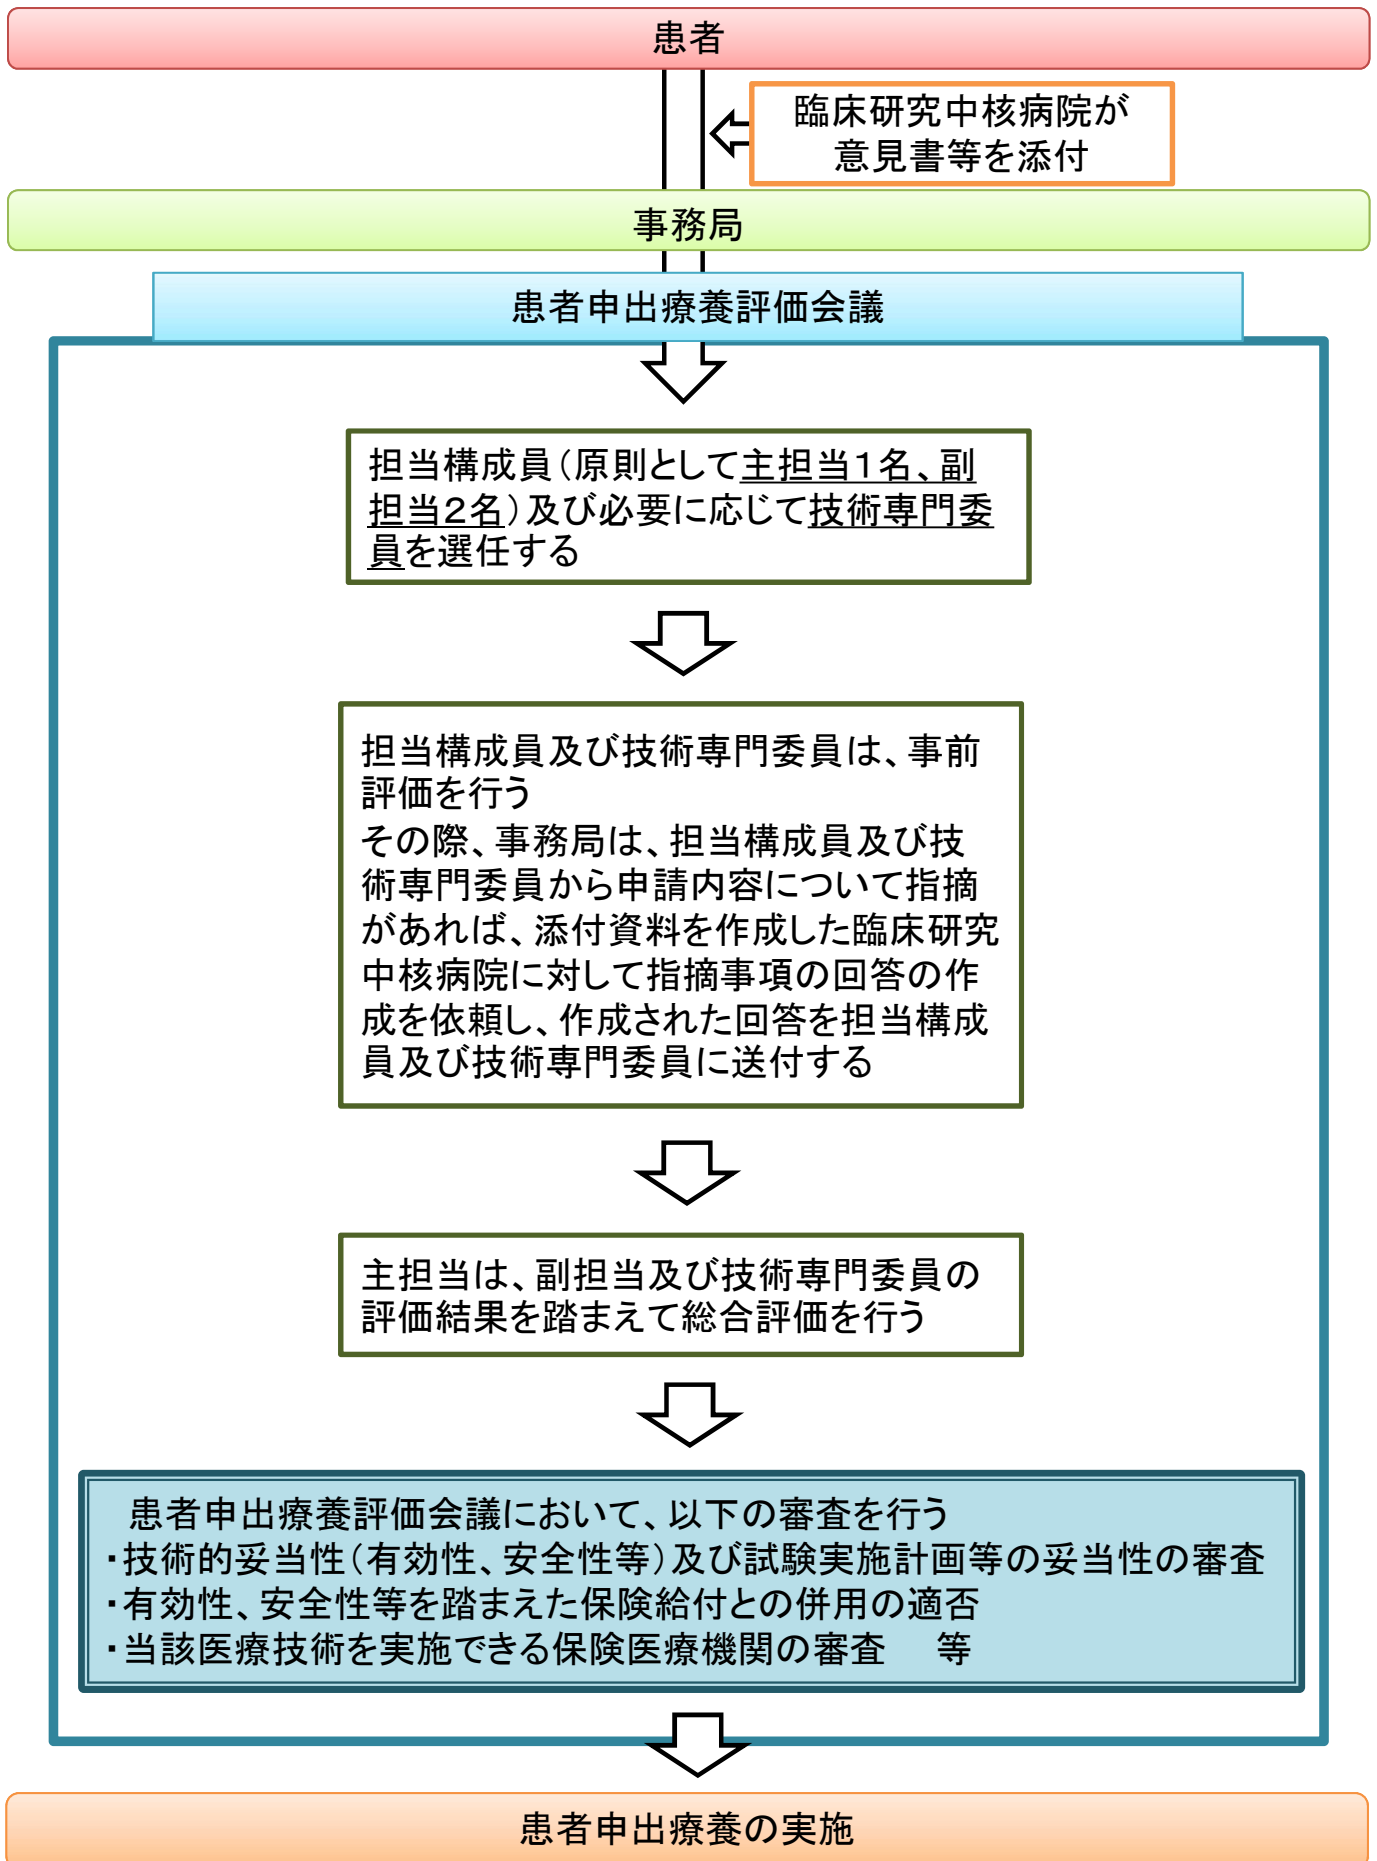 患者
臨床研究中核病院が
意見書等を添付
事務局
患者申出療養評価会議
担当構成員（原則として主担当１名、副
担当２名）及び必要に応じて技術専門委
員を選任する
担当構成員及び技術専門委員は、事前
評価を行う
その際、事務局は、担当構成員及び技
術専門委員から申請内容について指摘
があれば、添付資料を作成した臨床研究
中核病院に対して指摘事項の回答の作
成を依頼し、作成された回答を担当構成
員及び技術専門委員に送付する
主担当は、副担当及び技術専門委員の
評価結果を踏まえて総合評価を行う
患者申出療養評価会議において、以下の審査を行う
・技術的妥当性（有効性、安全性等）及び試験実施計画等の妥当性の審査
・有効性、安全性等を踏まえた保険給付との併用の適否
・当該医療技術を実施できる保険医療機関の審査　等
患者申出療養の実施